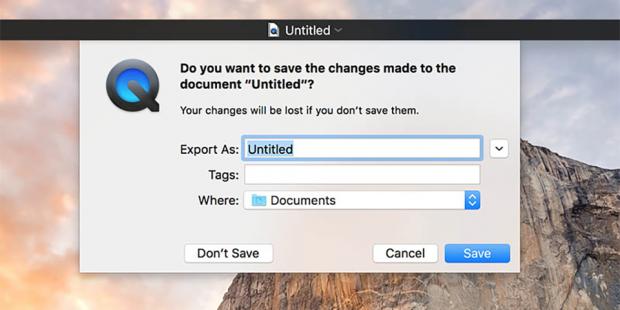 Untitled
Do you want to save the changes made to the
document “Untitled”?
Your changes will be lost if you don’t save them.
Export As: Untitled
Tags:
Where: Documents
Don’t Save Cancel Save